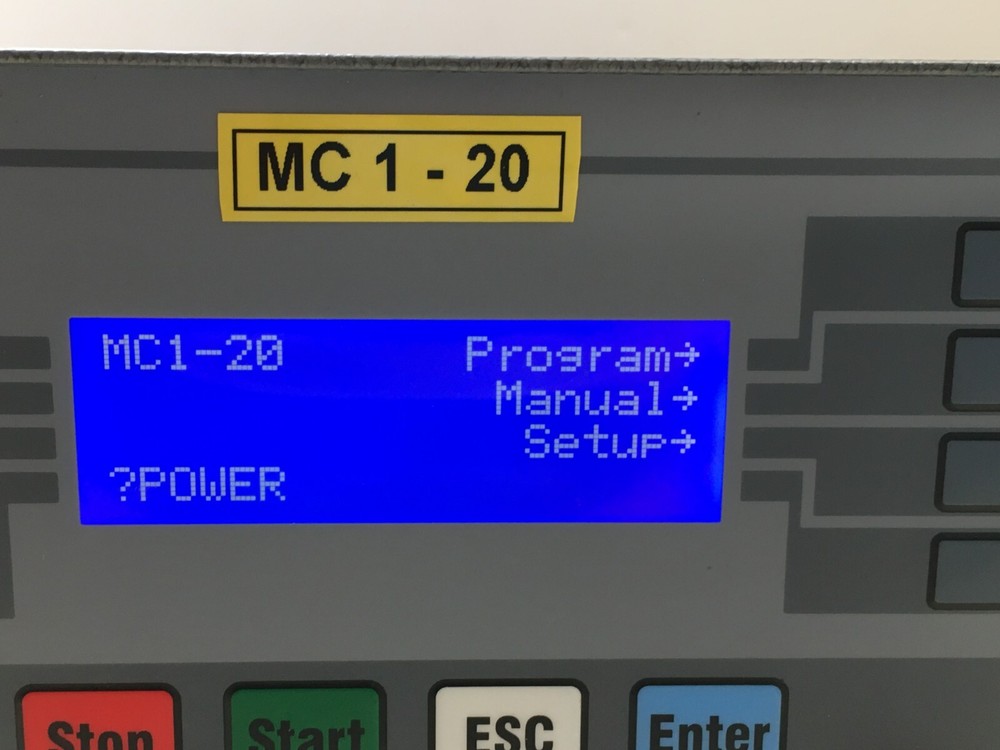 MC 1 - 20
MC1-20 Program→
Manual→
Setup→
?POWER
Stop Start ESC Enter